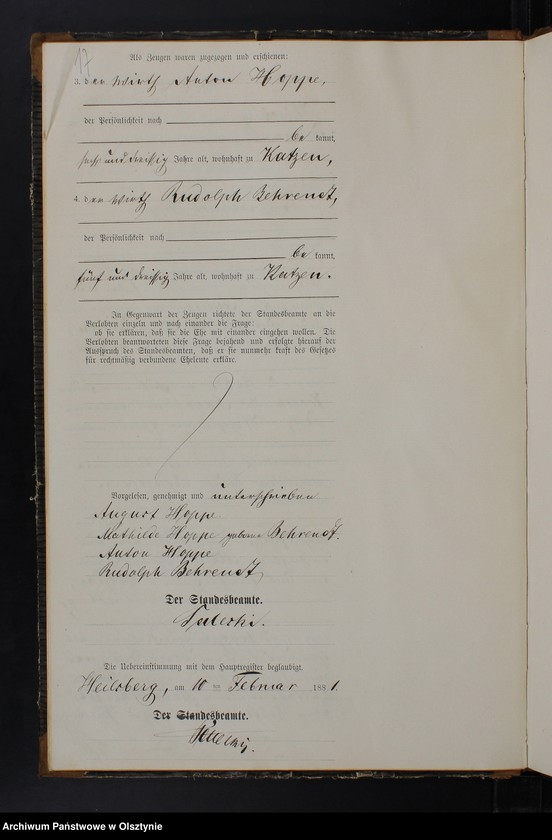 17
Als Zeugen waren zugezogen und erschienen:
3. der Wirth Anton Hoppe,
der Persönlichkeit nach
be kannt,
sechs und dreißig Jahre alt, wohnhaft zu Katzen,
4. der Wirth Rudolph Behrendt,
der Persönlichkeit nach
be kannt,
fünf und dreißig Jahre alt, wohnhaft zu Katzen.
In Gegenwart der Zeugen richtete der Standesbeamte an die
Verlobten einzeln und nach einander die Frage:
ob sie erklären, daß sie die Ehe mit einander eingehen wollen. Die
Verlobten beantworteten diese Frage bejahend und erfolgte hierauf der
Ausspruch des Standesbeamten, daß er sie nunmehr kraft des Gesetzes
für rechtmäßig verbundene Eheleute erkläre.
Vorgelesen, genehmigt und unterschrieben
August Hoppe
Mathilde Hoppe geborne Behrendt.
Anton Hoppe
Rudolph Behrendt,
Der Standesbeamte.
Die Uebereinstimmung mit dem Hauptregister beglaubigt.
Heilsberg, am 10 ten Februar 1881.
Der Standesbeamte.
Archiwum Państwowe w Olsztynie